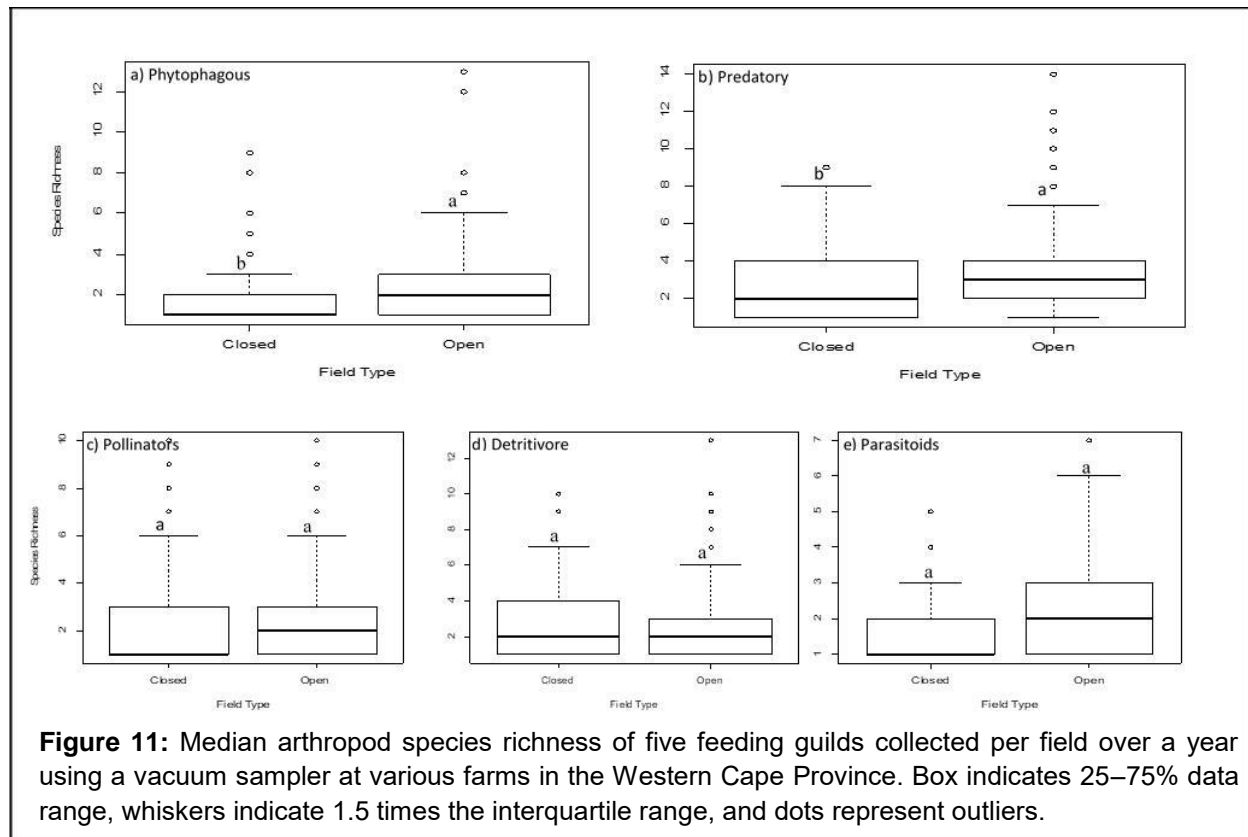 a) Phytophagous
Species Richness
12
10
8
6
4
2
b
a
Closed
Open
Field Type
b) Predatory
14
12
10
8
6
4
2
b
a
Closed
Open
Field Type
c) Pollinators
Species Richness
10
8
6
4
2
a
a
Closed
Open
Field Type
d) Detritivore
12
10
8
6
4
2
a
a
Closed
Open
Field Type
e) Parasitoids
7
6
5
4
3
2
1
a
a
Closed
Open
Field Type
Figure 11: Median arthropod species richness of five feeding guilds collected per field over a year
using a vacuum sampler at various farms in the Western Cape Province. Box indicates 25–75% data
range, whiskers indicate 1.5 times the interquartile range, and dots represent outliers.